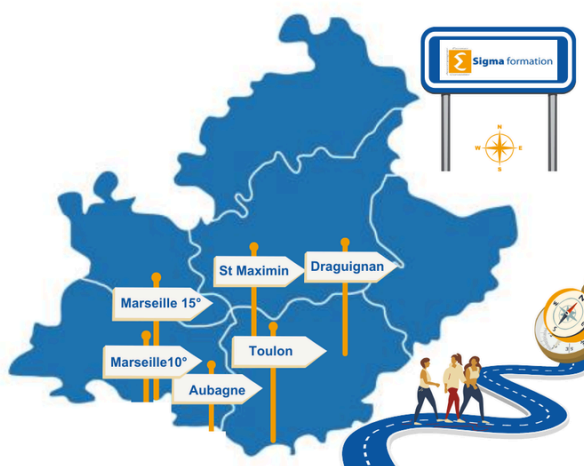 Sigma formation
N
W E
S
St Maximin
Draguignan
Marseille 15°
Marseille10°
Toulon
Aubagne